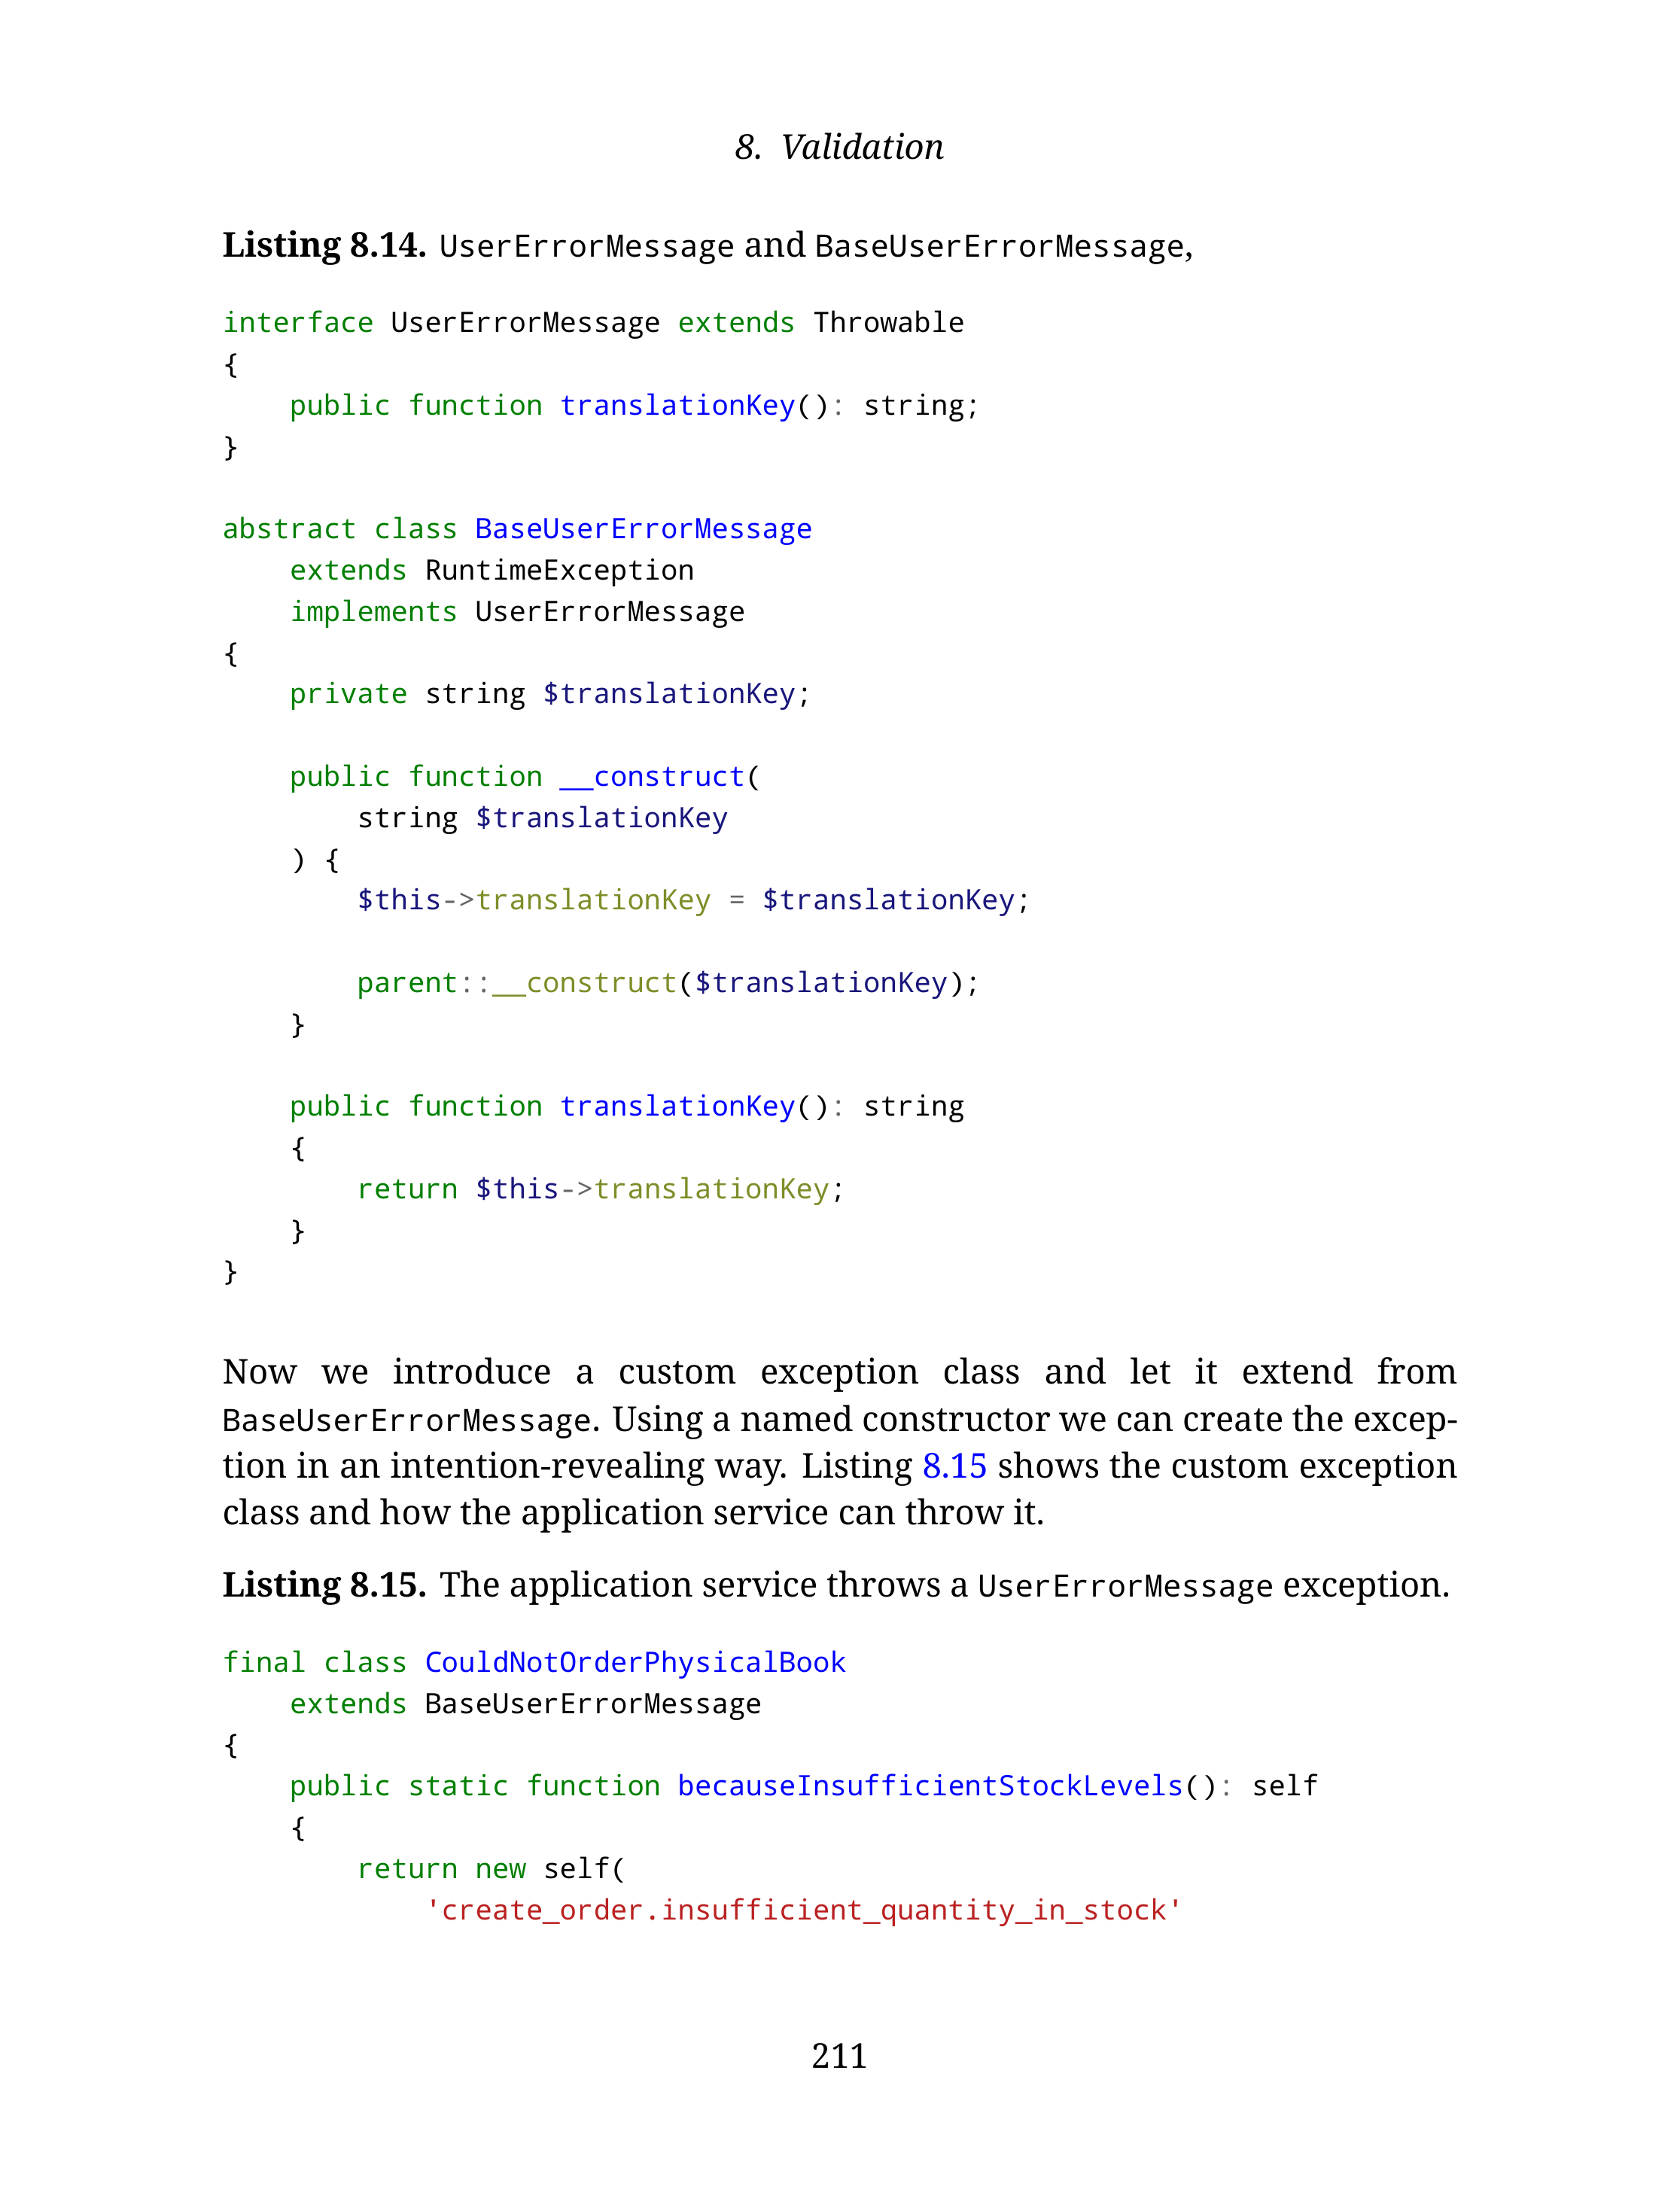 8. Validation
Listing 8.14. UserErrorMessage and BaseUserErrorMessage,
interface UserErrorMessage extends Throwable
{
    public function translationKey(): string;
}
abstract class BaseUserErrorMessage
    extends RuntimeException
    implements UserErrorMessage
{
    private string $translationKey;
    public function __construct(
        string $translationKey
    ) {
        $this->translationKey = $translationKey;
        parent::__construct($translationKey);
    }
    public function translationKey(): string
    {
        return $this->translationKey;
    }
}
Now we introduce a custom exception class and let it extend from
BaseUserErrorMessage. Using a named constructor we can create the excep-
tion in an intention-revealing way. Listing 8.15 shows the custom exception
class and how the application service can throw it.
Listing 8.15. The application service throws a UserErrorMessage exception.
final class CouldNotOrderPhysicalBook
    extends BaseUserErrorMessage
{
    public static function becauseInsufficientStockLevels(): self
    {
        return new self(
            'create_order.insufficient_quantity_in_stock'
211